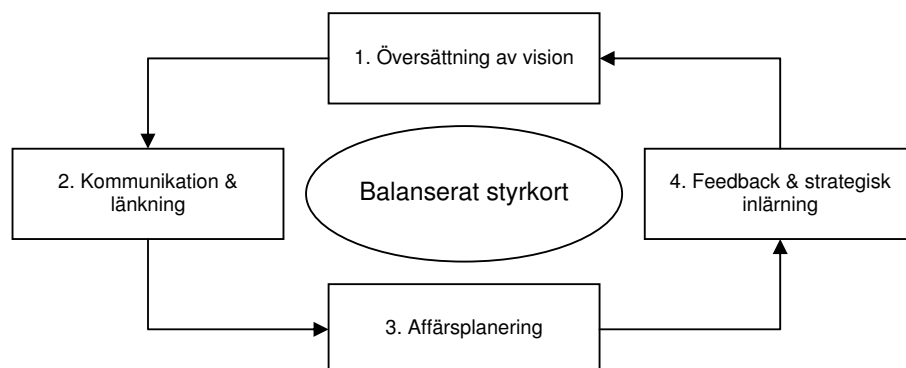 1. Översättning av vision
2. Kommunikation &
länkning
Balanserat styrkort
4. Feedback & strategisk
inlärning
3. Affärsplanering